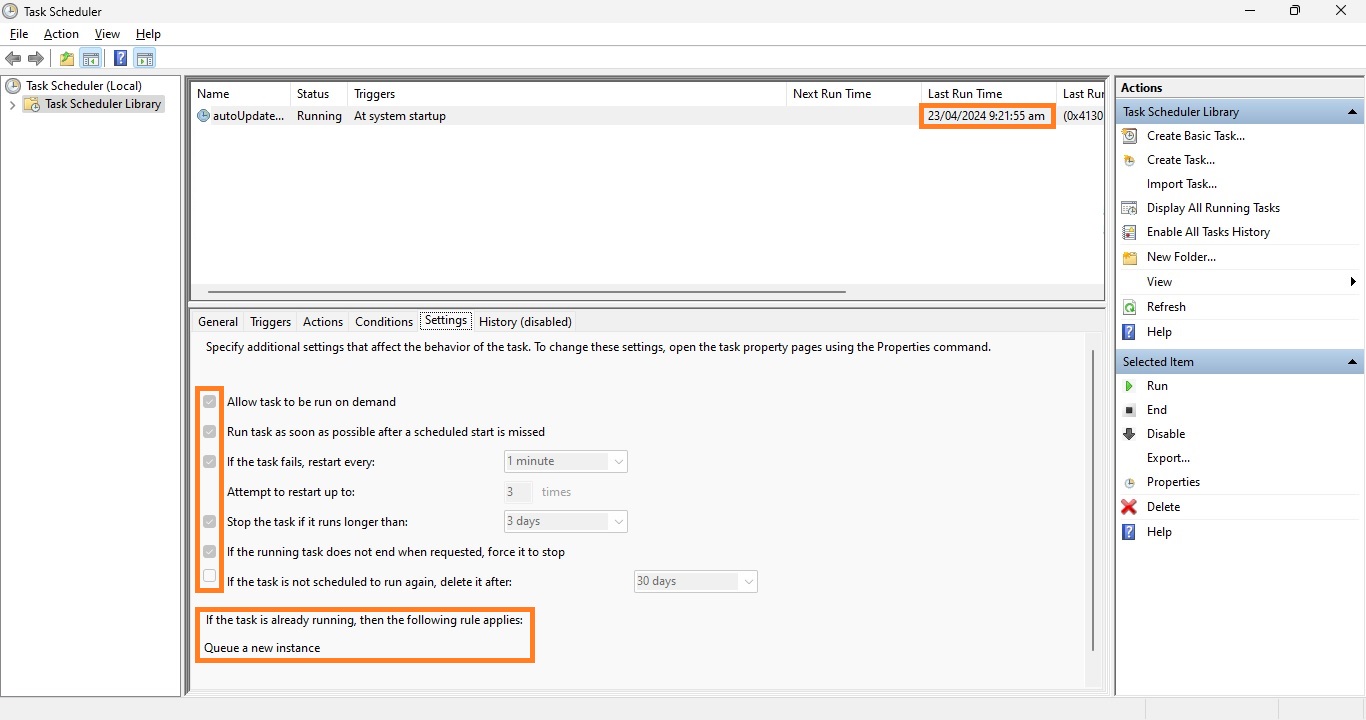 Task Scheduler
File Action View Help
Task Scheduler (Local)
Task Scheduler Library
Name Status Triggers Next Run Time Last Run Time Last Rur
autoUpdate... Running At system startup 23/04/2024 9:21:55 am (0x4130
General Triggers Actions Conditions Settings History (disabled)
Specify additional settings that affect the behavior of the task. To change these settings, open the task property pages using the Properties command.
Allow task to be run on demand
Run task as soon as possible after a scheduled start is missed
If the task fails, restart every: 1 minute
Attempt to restart up to: 3 times
Stop the task if it runs longer than: 3 days
If the running task does not end when requested, force it to stop
If the task is not scheduled to run again, delete it after: 30 days
If the task is already running, then the following rule applies:
Queue a new instance
Actions
Task Scheduler Library
Create Basic Task...
Create Task...
Import Task...
Display All Running Tasks
Enable All Tasks History
New Folder...
View
Refresh
Help
Selected Item
Run
End
Disable
Export...
Properties
Delete
Help